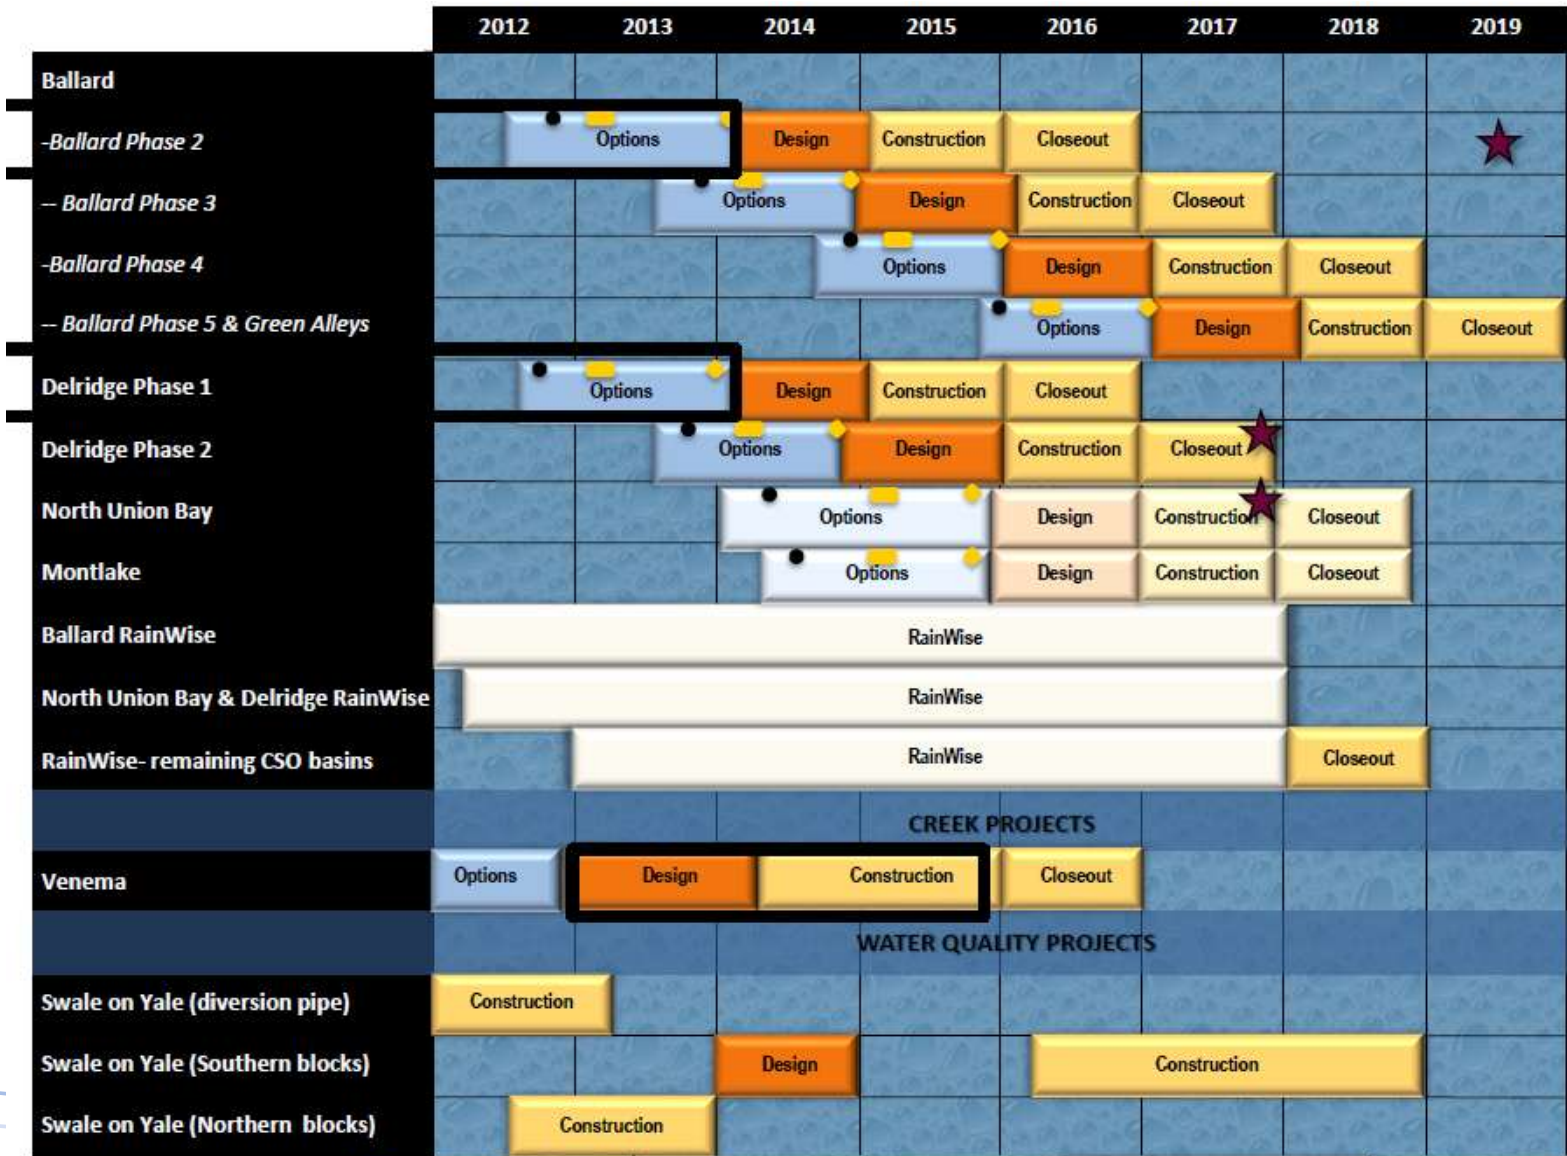 2012 2013 2014 2015 2016 2017 2018 2019
Ballard
-Ballard Phase 2 Options Design Construction Closeout
-- Ballard Phase 3 Options Design Construction Closeout
-Ballard Phase 4 Options Design Construction Closeout
-- Ballard Phase 5 & Green Alleys Options Design Construction Closeout
Delridge Phase 1 Options Design Construction Closeout
Delridge Phase 2 Options Design Construction Closeout
North Union Bay Options Design Construction Closeout
Montlake Options Design Construction Closeout
Ballard RainWise RainWise
North Union Bay & Delridge RainWise RainWise
RainWise- remaining CSO basins RainWise Closeout
CREEK PROJECTS
Venema Options Design Construction Closeout
WATER QUALITY PROJECTS
Swale on Yale (diversion pipe) Construction
Swale on Yale (Southern blocks) Design Construction
Swale on Yale (Northern blocks) Construction